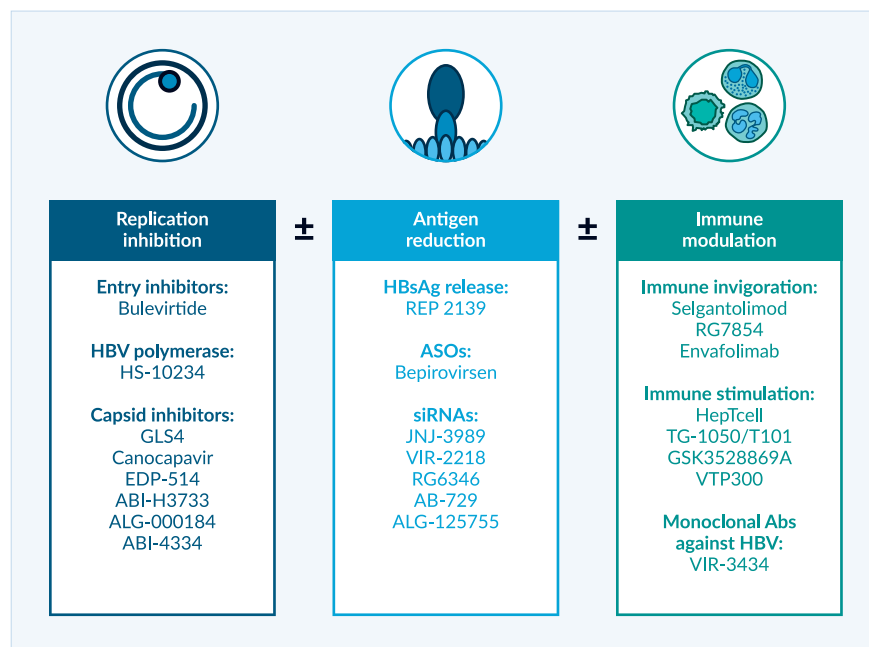 Replication
inhibition
Entry inhibitors:
Bulevirtide
HBV polymerase:
HS-10234
Capsid inhibitors:
GLS4
Canocapavir
EDP-514
ABI-H3733
ALG-000184
ABI-4334
±
Antigen
reduction
HBsAg release:
REP 2139
ASOs:
Bepirovirsen
siRNAs:
JNJ-3989
VIR-2218
RG6346
AB-729
ALG-125755
±
Immune
modulation
Immune invigoration:
Selgantolimod
RG7854
Envafolimab
Immune stimulation:
HepTcell
TG-1050/T101
GSK3528869A
VTP300
Monoclonal Abs
against HBV:
VIR-3434